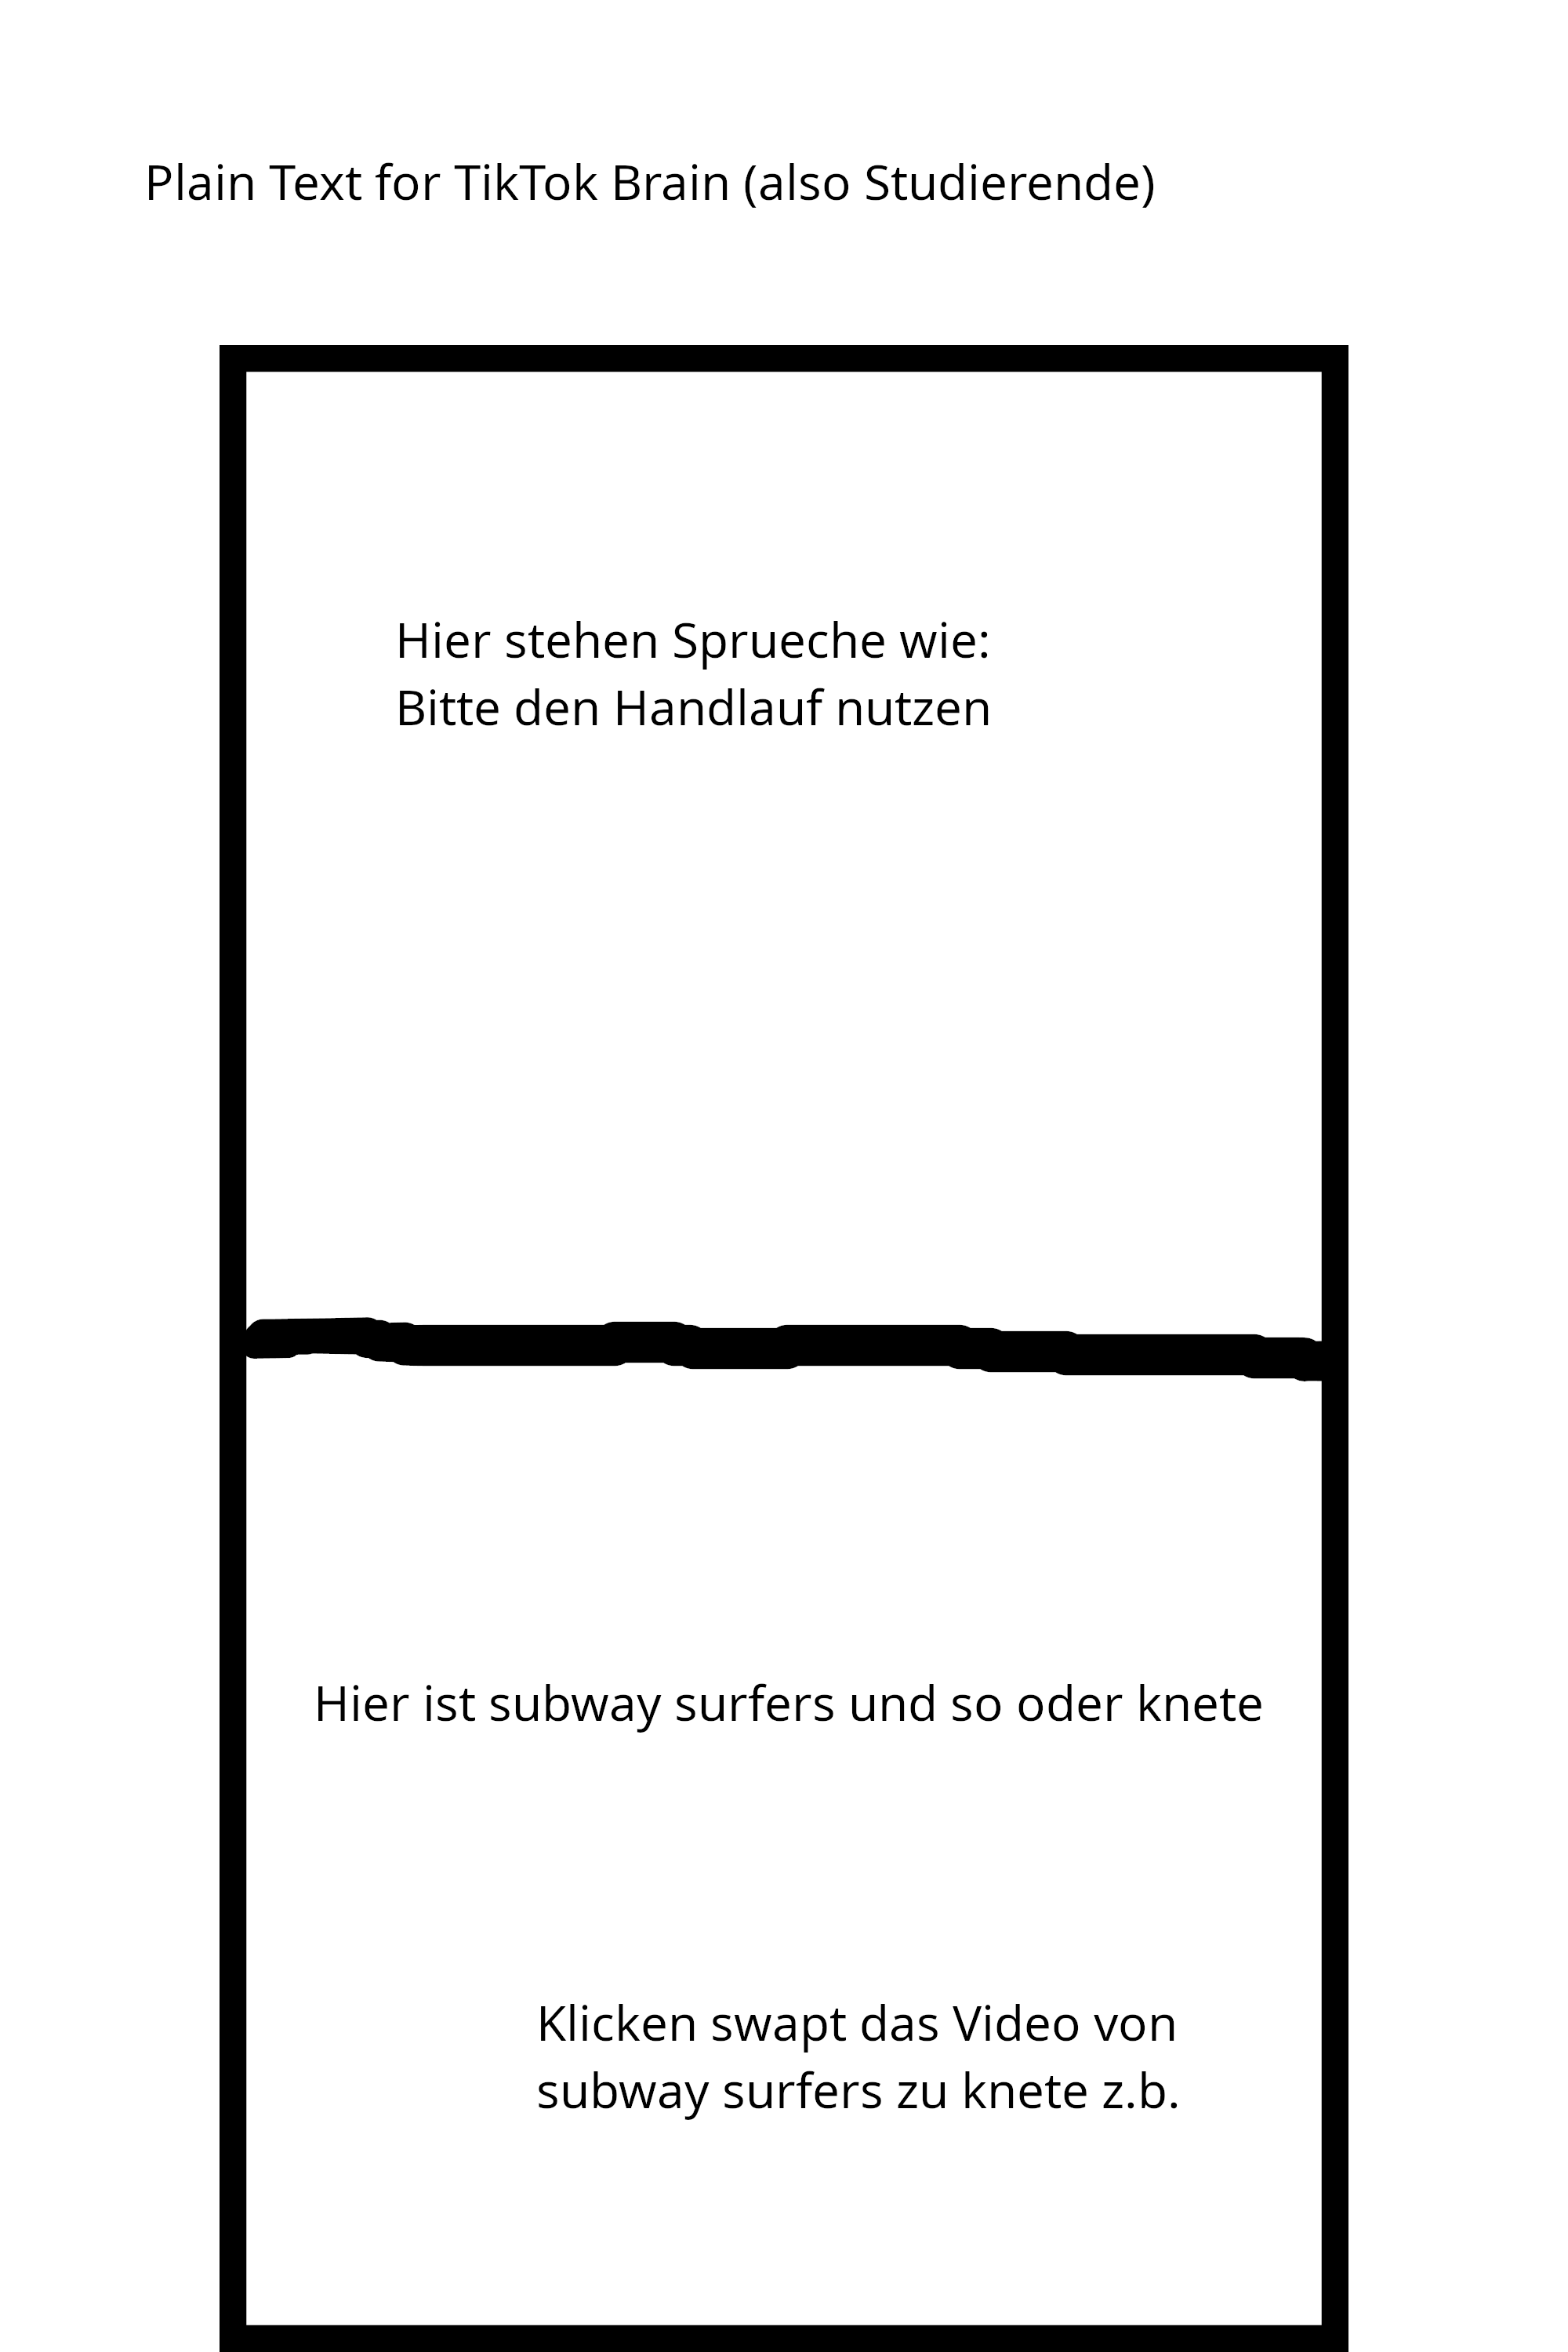 Plain Text for TikTok Brain (also Studierende)
Hier stehen Sprueche wie:
Bitte den Handlauf nutzen
Hier ist subway surfers und so oder knete
Klicken swapt das Video von
subway surfers zu knete z.b.